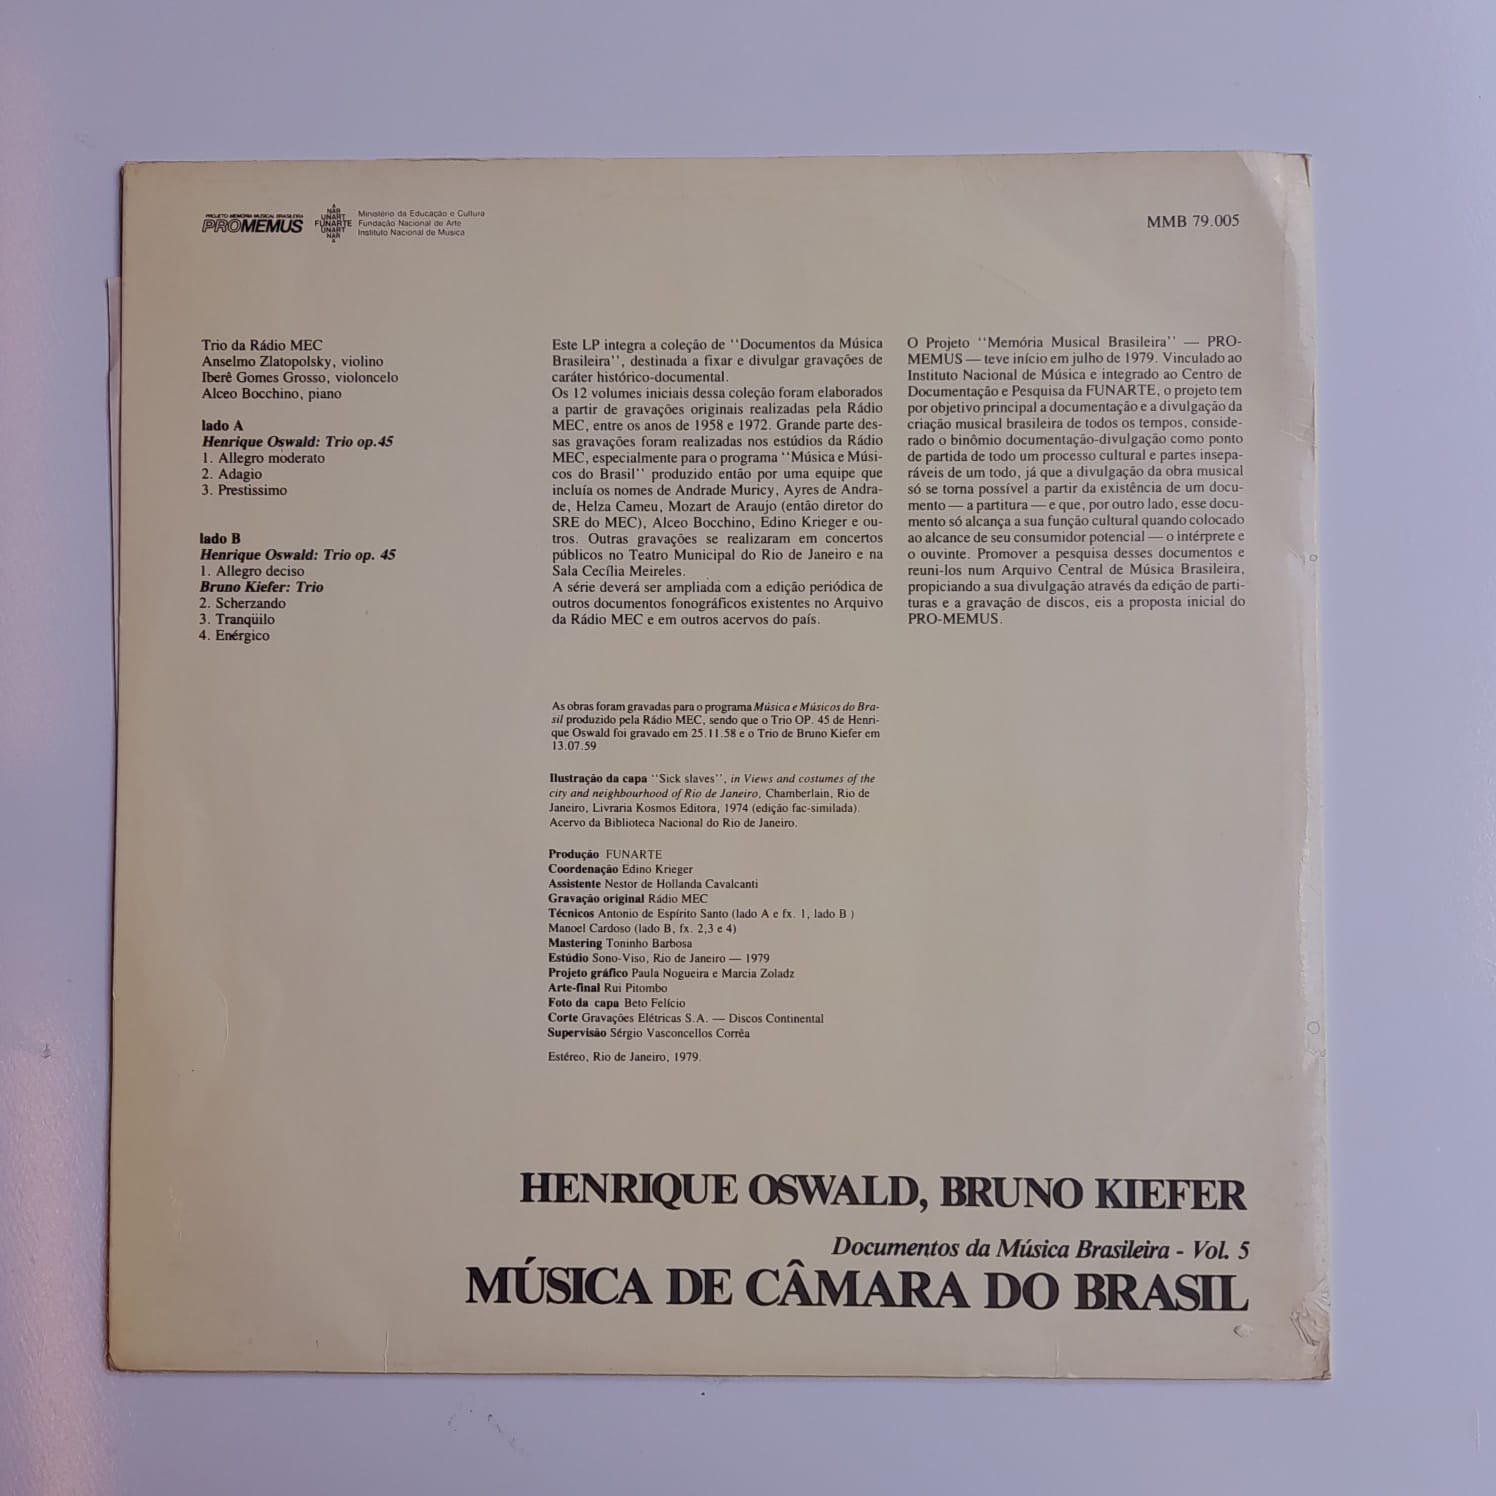 PROJETO MEMÓRIA MUSICAL BRASILEIRA
PROMEMUS
A
NAR
UNART
FUNARTE
UNART
NAR
A
Ministério da Educação e Cultura
Fundação Nacional de Arte
Instituto Nacional de Musica
MMB 79.005
Trio da Rádio MEC
Anselmo Zlatopolsky, violino
Iberê Gomes Grosso, violoncelo
Alceo Bocchino, piano
lado A
Henrique Oswald: Trio op.45
1. Allegro moderato
2. Adagio
3. Prestissimo
lado B
Henrique Oswald: Trio op. 45
1. Allegro deciso
Bruno Kiefer: Trio
2. Scherzando
3. Tranqüilo
4. Enérgico
Este LP integra a coleção de "Documentos da Música
Brasileira", destinada a fixar e divulgar gravações de
caráter histórico-documental.
Os 12 volumes iniciais dessa coleção foram elaborados
a partir de gravações originais realizadas pela Rádio
MEC, entre os anos de 1958 e 1972. Grande parte des-
sas gravações foram realizadas nos estúdios da Rádio
MEC, especialmente para o programa "Música e Músi-
cos do Brasil" produzido então por uma equipe que
incluía os nomes de Andrade Muricy, Ayres de Andra-
de, Helza Cameu, Mozart de Araujo (então diretor do
SRE do MEC), Alceo Bocchino, Edino Krieger e ou-
tros. Outras gravações se realizaram em concertos
públicos no Teatro Municipal do Rio de Janeiro e na
Sala Cecília Meireles.
A série deverá ser ampliada com a edição periódica de
outros documentos fonográficos existentes no Arquivo
da Rádio MEC e em outros acervos do país.
O Projeto "Memória Musical Brasileira" — PRO-
MEMUS — teve início em julho de 1979. Vinculado ao
Instituto Nacional de Música e integrado ao Centro de
Documentação e Pesquisa da FUNARTE, o projeto tem
por objetivo principal a documentação e a divulgação da
criação musical brasileira de todos os tempos, conside-
rado o binômio documentação-divulgação como ponto
de partida de todo um processo cultural e partes insepa-
ráveis de um todo, já que a divulgação da obra musical
só se torna possível a partir da existência de um docu-
mento — a partitura — e que, por outro lado, esse docu-
mento só alcança a sua função cultural quando colocado
ao alcance de seu consumidor potencial — o intérprete e
o ouvinte. Promover a pesquisa desses documentos e
reuni-los num Arquivo Central de Música Brasileira,
propiciando a sua divulgação através da edição de parti-
turas e a gravação de discos, eis a proposta inicial do
PRO-MEMUS.
As obras foram gravadas para o programa Música e Músicos do Bra-
sil produzido pela Rádio MEC, sendo que o Trio OP. 45 de Henri-
que Oswald foi gravado em 25.11.58 e o Trio de Bruno Kiefer em
13.07.59
Ilustração da capa "Sick slaves", in Views and costumes of the
city and neighbourhood of Rio de Janeiro, Chamberlain, Rio de
Janeiro, Livraria Kosmos Editora, 1974 (edição fac-similada).
Acervo da Biblioteca Nacional do Rio de Janeiro.
Produção FUNARTE
Coordenação Edino Krieger
Assistente Nestor de Hollanda Cavalcanti
Gravação original Rádio MEC
Técnicos Antonio de Espírito Santo (lado A e fx. 1, lado B )
Manoel Cardoso (lado B, fx. 2,3 e 4)
Mastering Toninho Barbosa
Estúdio Sono-Viso, Rio de Janeiro — 1979
Projeto gráfico Paula Nogueira e Marcia Zoladz
Arte-final Rui Pitombo
Foto da capa Beto Felício
Corte Gravações Elétricas S.A. — Discos Continental
Supervisão Sérgio Vasconcellos Corrêa
Estéreo, Rio de Janeiro, 1979.
HENRIQUE OSWALD, BRUNO KIEFER
Documentos da Música Brasileira - Vol. 5
MÚSICA DE CÂMARA DO BRASIL